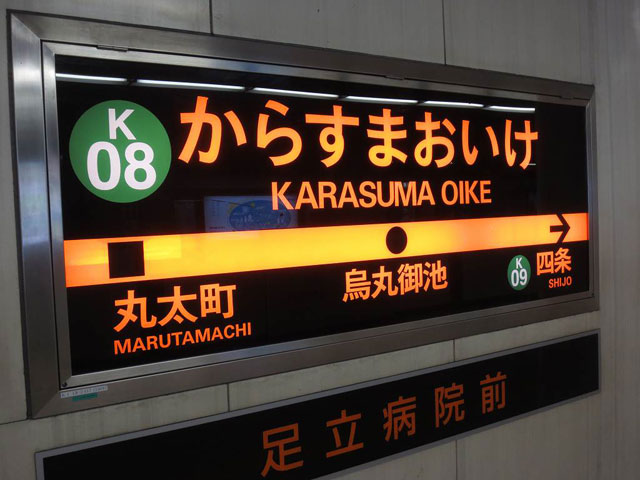 K
08
からすまおいけ
KARASUMA OIKE
丸太町
MARUTAMACHI
烏丸御池
K
09
四条
SHIJO
足立病院前